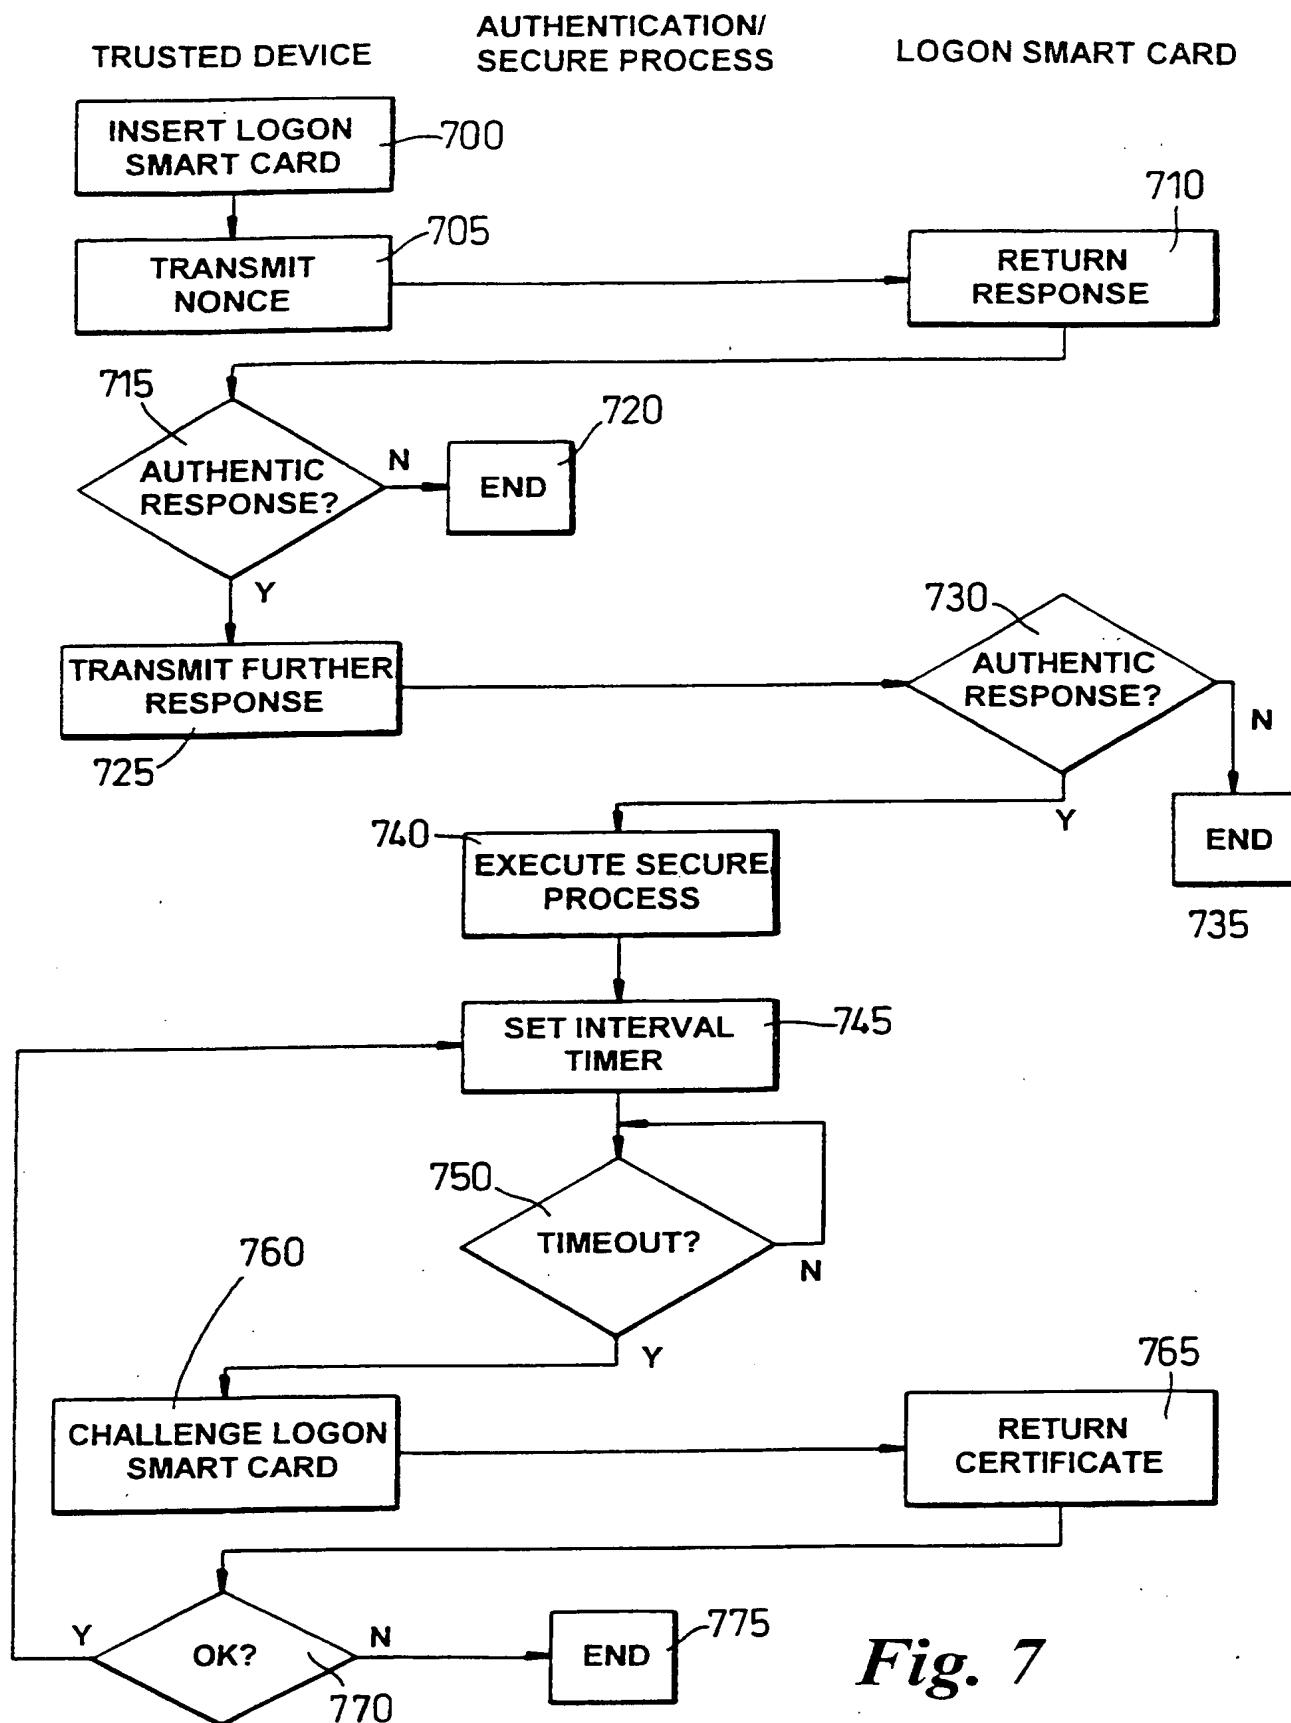 TRUSTED DEVICE
AUTHENTICATION/
SECURE PROCESS
LOGON SMART CARD
INSERT LOGON
SMART CARD
700
705
TRANSMIT
NONCE
710
RETURN
RESPONSE
715
AUTHENTIC
RESPONSE?
N
720
END
Y
TRANSMIT FURTHER
RESPONSE
725
730
AUTHENTIC
RESPONSE?
N
Y
END
735
740
EXECUTE SECURE
PROCESS
SET INTERVAL
TIMER
745
750
TIMEOUT?
N
Y
760
CHALLENGE LOGON
SMART CARD
765
RETURN
CERTIFICATE
Y
OK?
N
770
END
775
Fig. 7